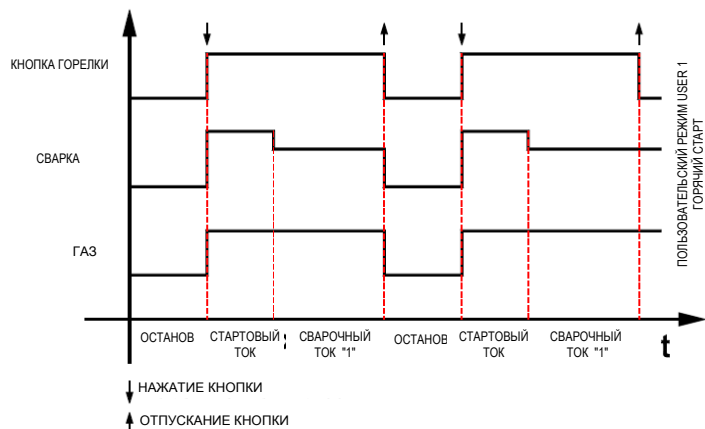 КНОПКА ГОРЕЛКИ
СВАРКА
ГАЗ
ПОЛЬЗОВАТЕЛЬСКИЙ РЕЖИМ USER 1
ГОРЯЧИЙ СТАРТ
ОСТАНОВ
СТАРТОВЫЙ
ТОК
СВАРОЧНЫЙ
ТОК "1"
ОСТАНОВ
СТАРТОВЫЙ
ТОК
СВАРОЧНЫЙ
ТОК "1"
t
НАЖАТИЕ КНОПКИ
ОТПУСКАНИЕ КНОПКИ